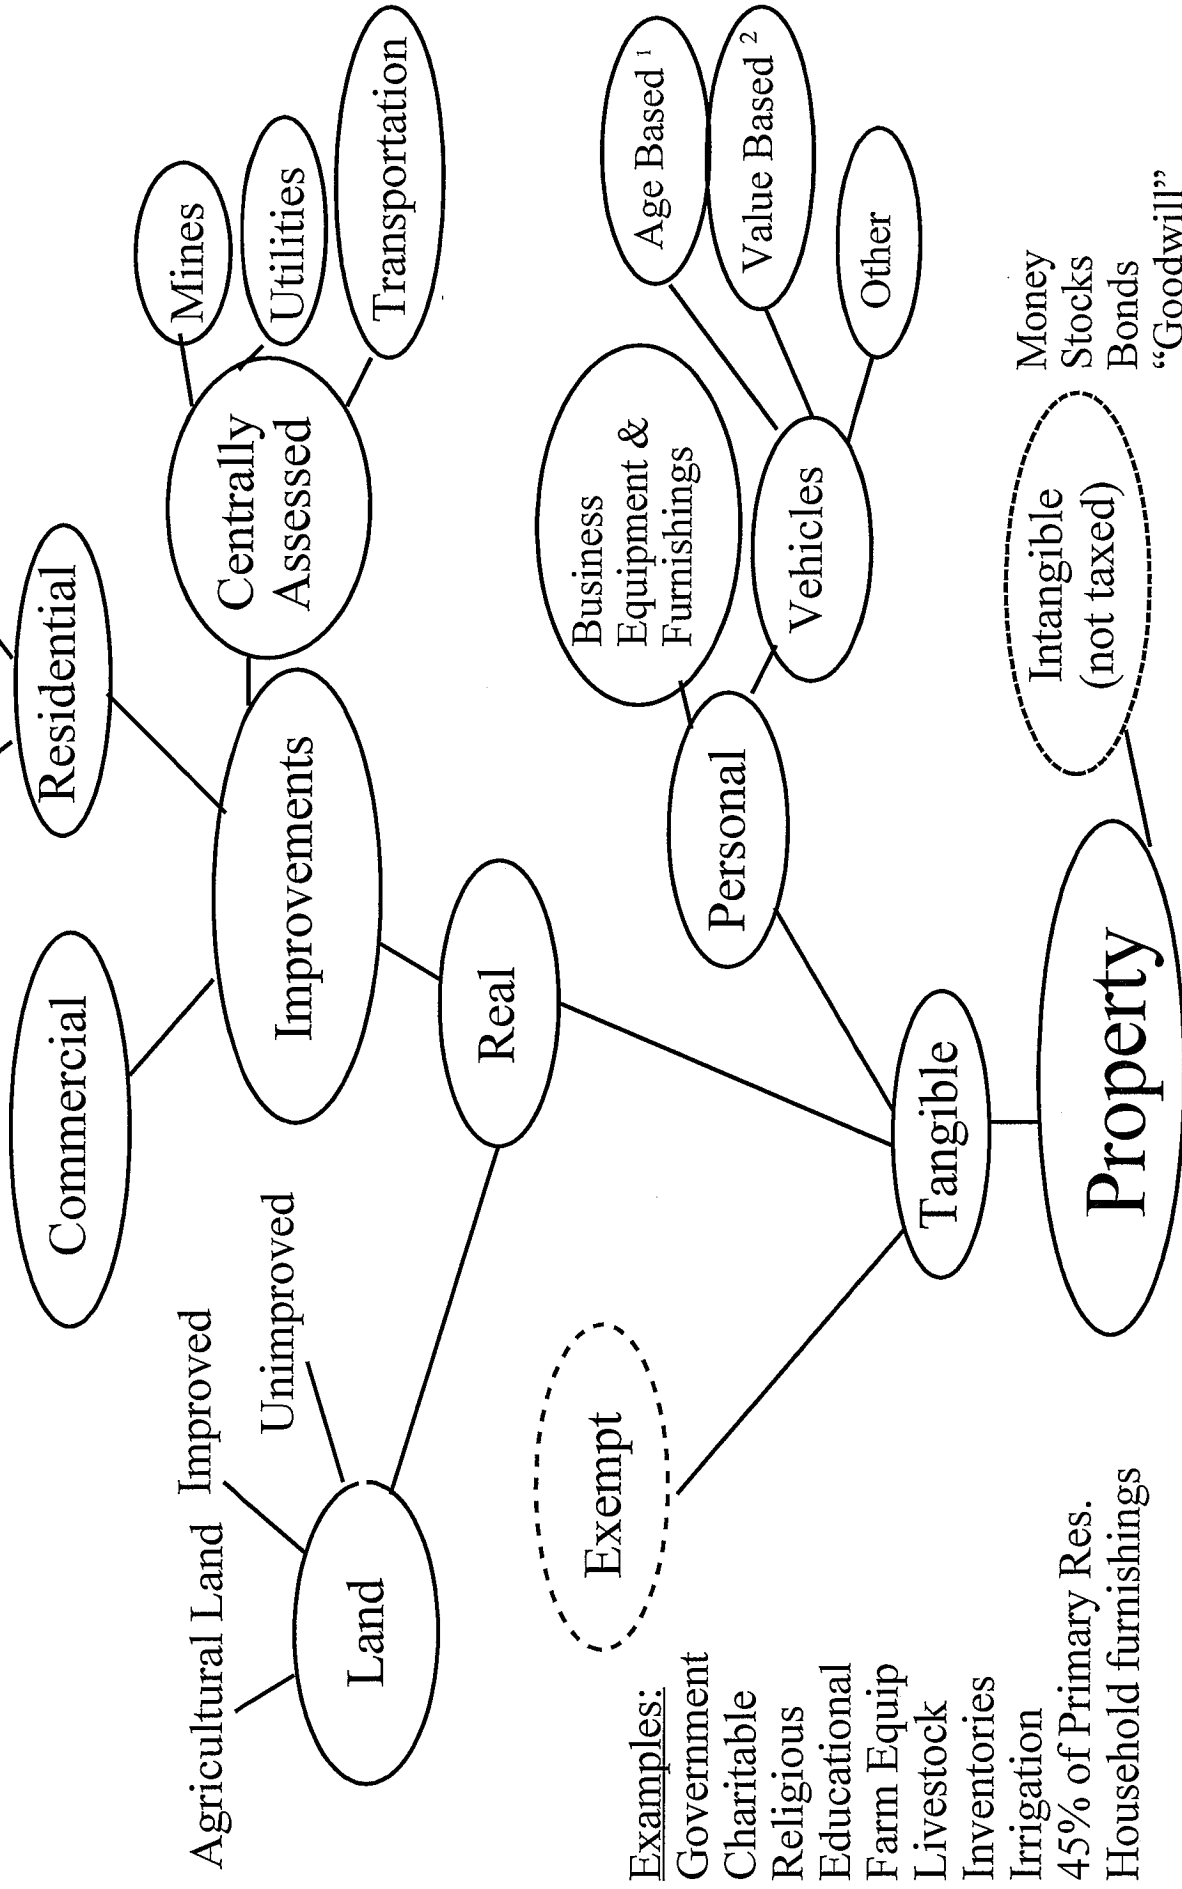 Commercial
Residential
Improvements
Centrally
Assessed
Mines
Utilities
Transportation
Agricultural Land
Improved
Unimproved
Land
Real
Exempt
Personal
Business
Equipment &
Furnishings
Vehicles
Age Based 1
Value Based 2
Other
Examples:
Government
Charitable
Religious
Educational
Farm Equip
Livestock
Inventories
Irrigation
45% of Primary Res.
Household furnishings
Tangible
Property
Intangible
(not taxed)
Money
Stocks
Bonds
“Goodwill”